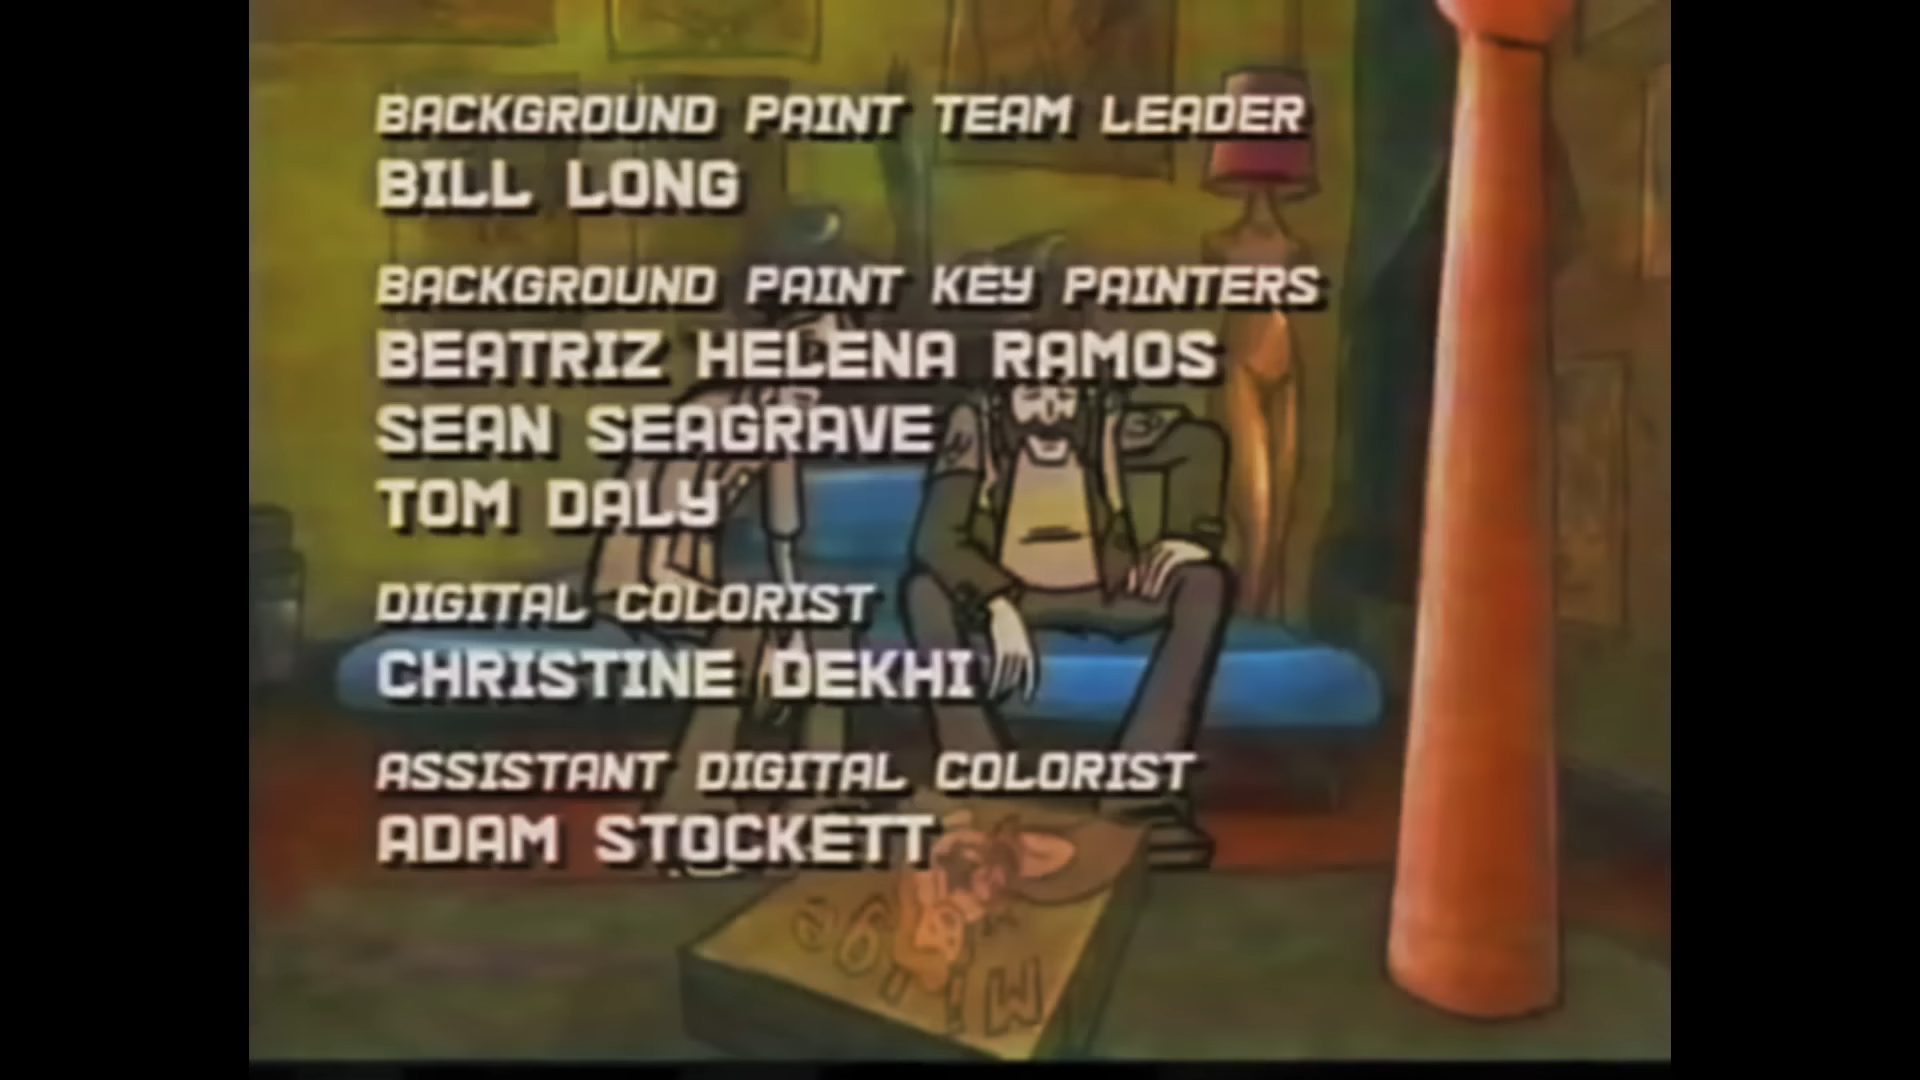 BACKGROUND PAINT TEAM LEADER
BILL LONG
BACKGROUND PAINT KEY PAINTERS
BEATRIZ HELENA RAMOS
SEAN SEAGRAVE
TOM DALY
DIGITAL COLORIST
CHRISTINE DEKHI
ASSISTANT DIGITAL COLORIST
ADAM STOCKETT